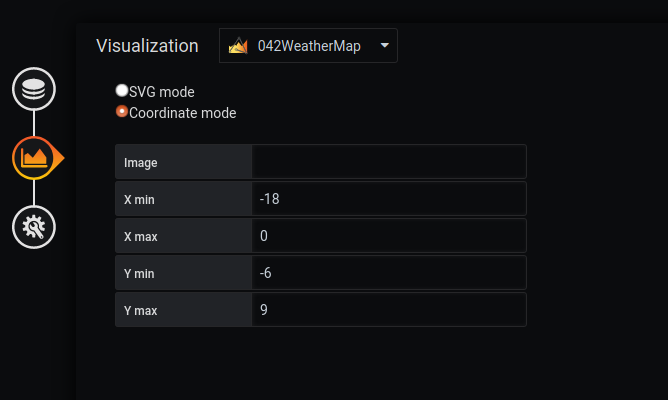 Visualization 042WeatherMap
SVG mode
Coordinate mode
Image
X min -18
X max 0
Y min -6
Y max 9